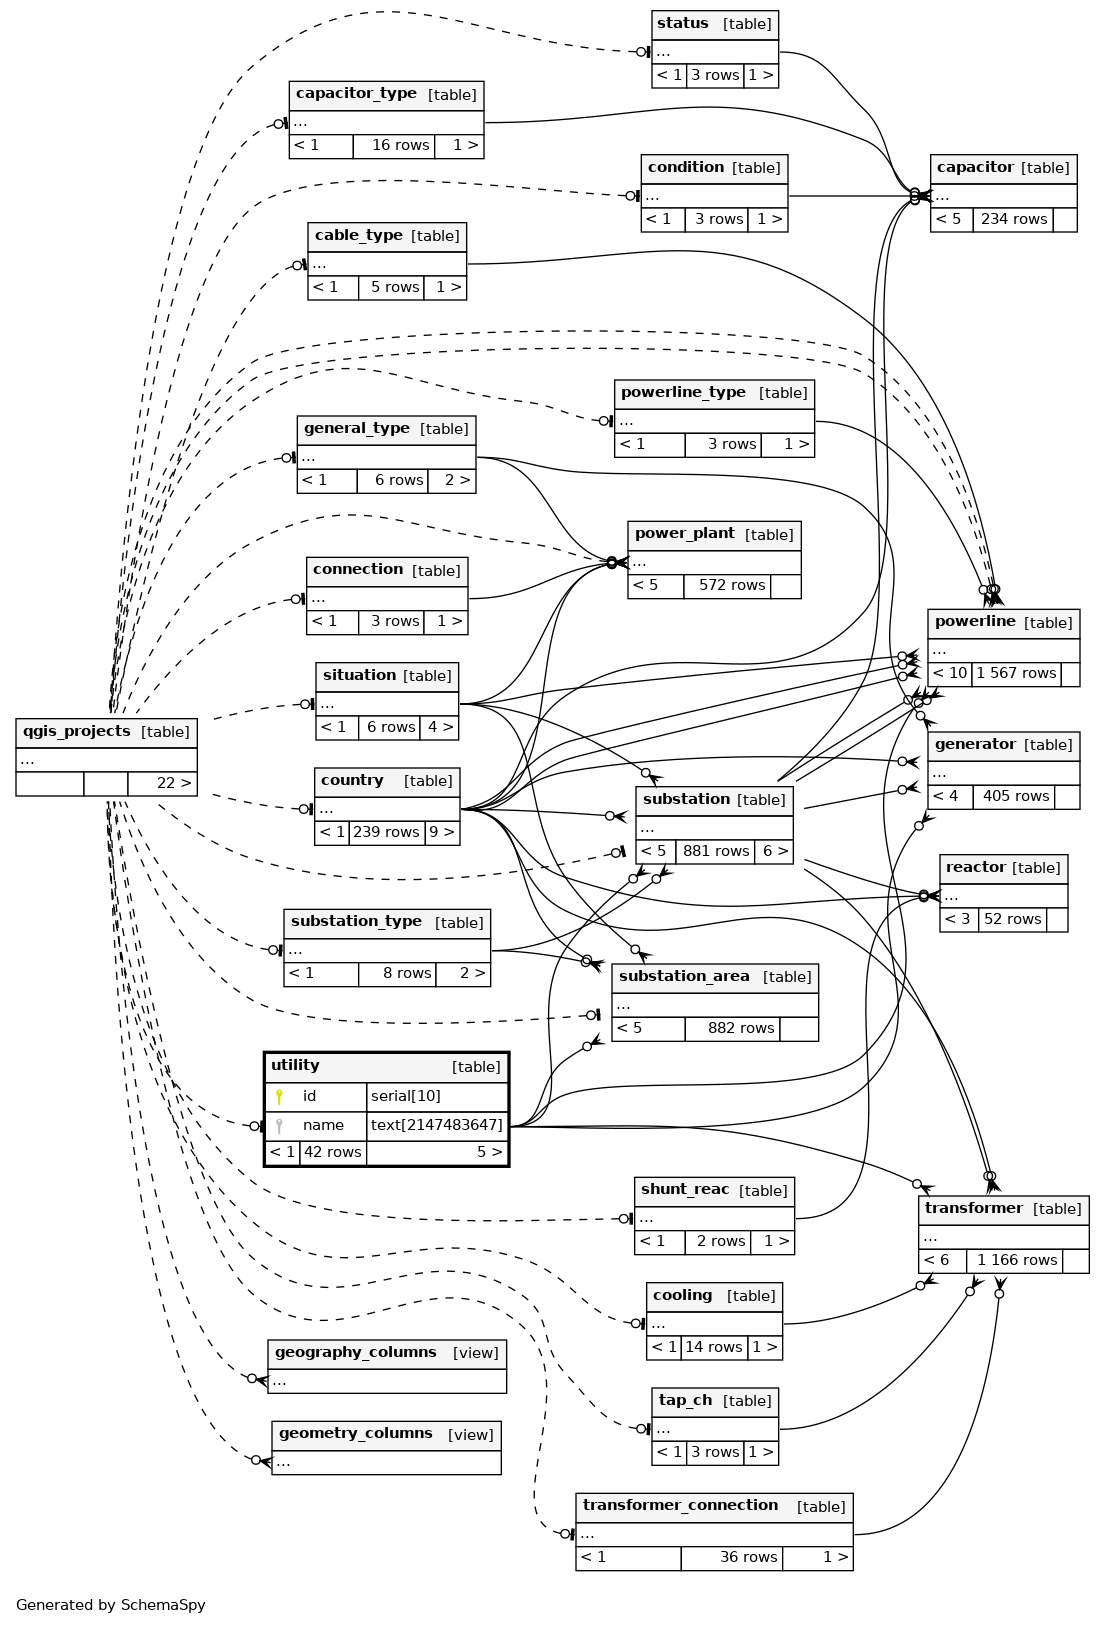 status [table]
...
< 1 3 rows 1 >
capacitor_type [table]
...
< 1 16 rows 1 >
condition [table]
...
< 1 3 rows 1 >
capacitor [table]
...
< 5 234 rows
cable_type [table]
...
< 1 5 rows 1 >
powerline_type [table]
...
< 1 3 rows 1 >
general_type [table]
...
< 1 6 rows 2 >
power_plant [table]
...
< 5 572 rows
connection [table]
...
< 1 3 rows 1 >
powerline [table]
...
< 10 1 567 rows
situation [table]
...
< 1 6 rows 4 >
qgis_projects [table]
...
22 >
generator [table]
...
< 4 405 rows
country [table]
...
< 1 239 rows 9 >
substation [table]
...
< 5 881 rows 6 >
reactor [table]
...
< 3 52 rows
substation_type [table]
...
< 1 8 rows 2 >
substation_area [table]
...
< 5 882 rows
utility [table]
id serial[10]
name text[2147483647]
< 1 42 rows 5 >
shunt_reac [table]
...
< 1 2 rows 1 >
transformer [table]
...
< 6 1 166 rows
cooling [table]
...
< 1 14 rows 1 >
geography_columns [view]
...
tap_ch [table]
...
< 1 3 rows 1 >
geometry_columns [view]
...
transformer_connection [table]
...
< 1 36 rows 1 >
Generated by SchemaSpy